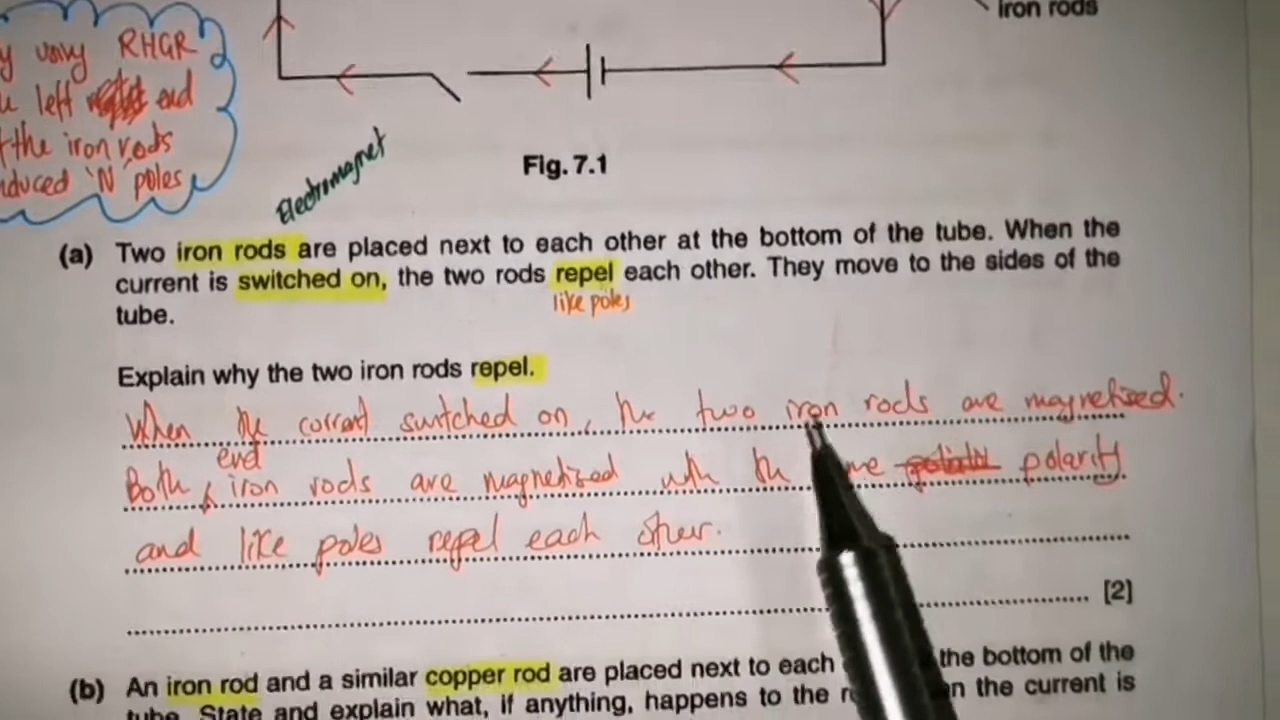 iron rods
y using RHGR
left end
the iron rods
nduced 'N' poles
Electromagnet
Fig. 7.1
(a) Two iron rods are placed next to each other at the bottom of the tube. When the
current is switched on, the two rods repel each other. They move to the sides of the
like poles
tube.
Explain why the two iron rods repel.
When the current switched on, the two iron rods are magnetised.
end
Both iron rods are magnetised with the me polarity
and like poles repel each other.
[2]
(b) An iron rod and a similar copper rod are placed next to each the bottom of the
tube. State and explain what, if anything, happens to the n the current is